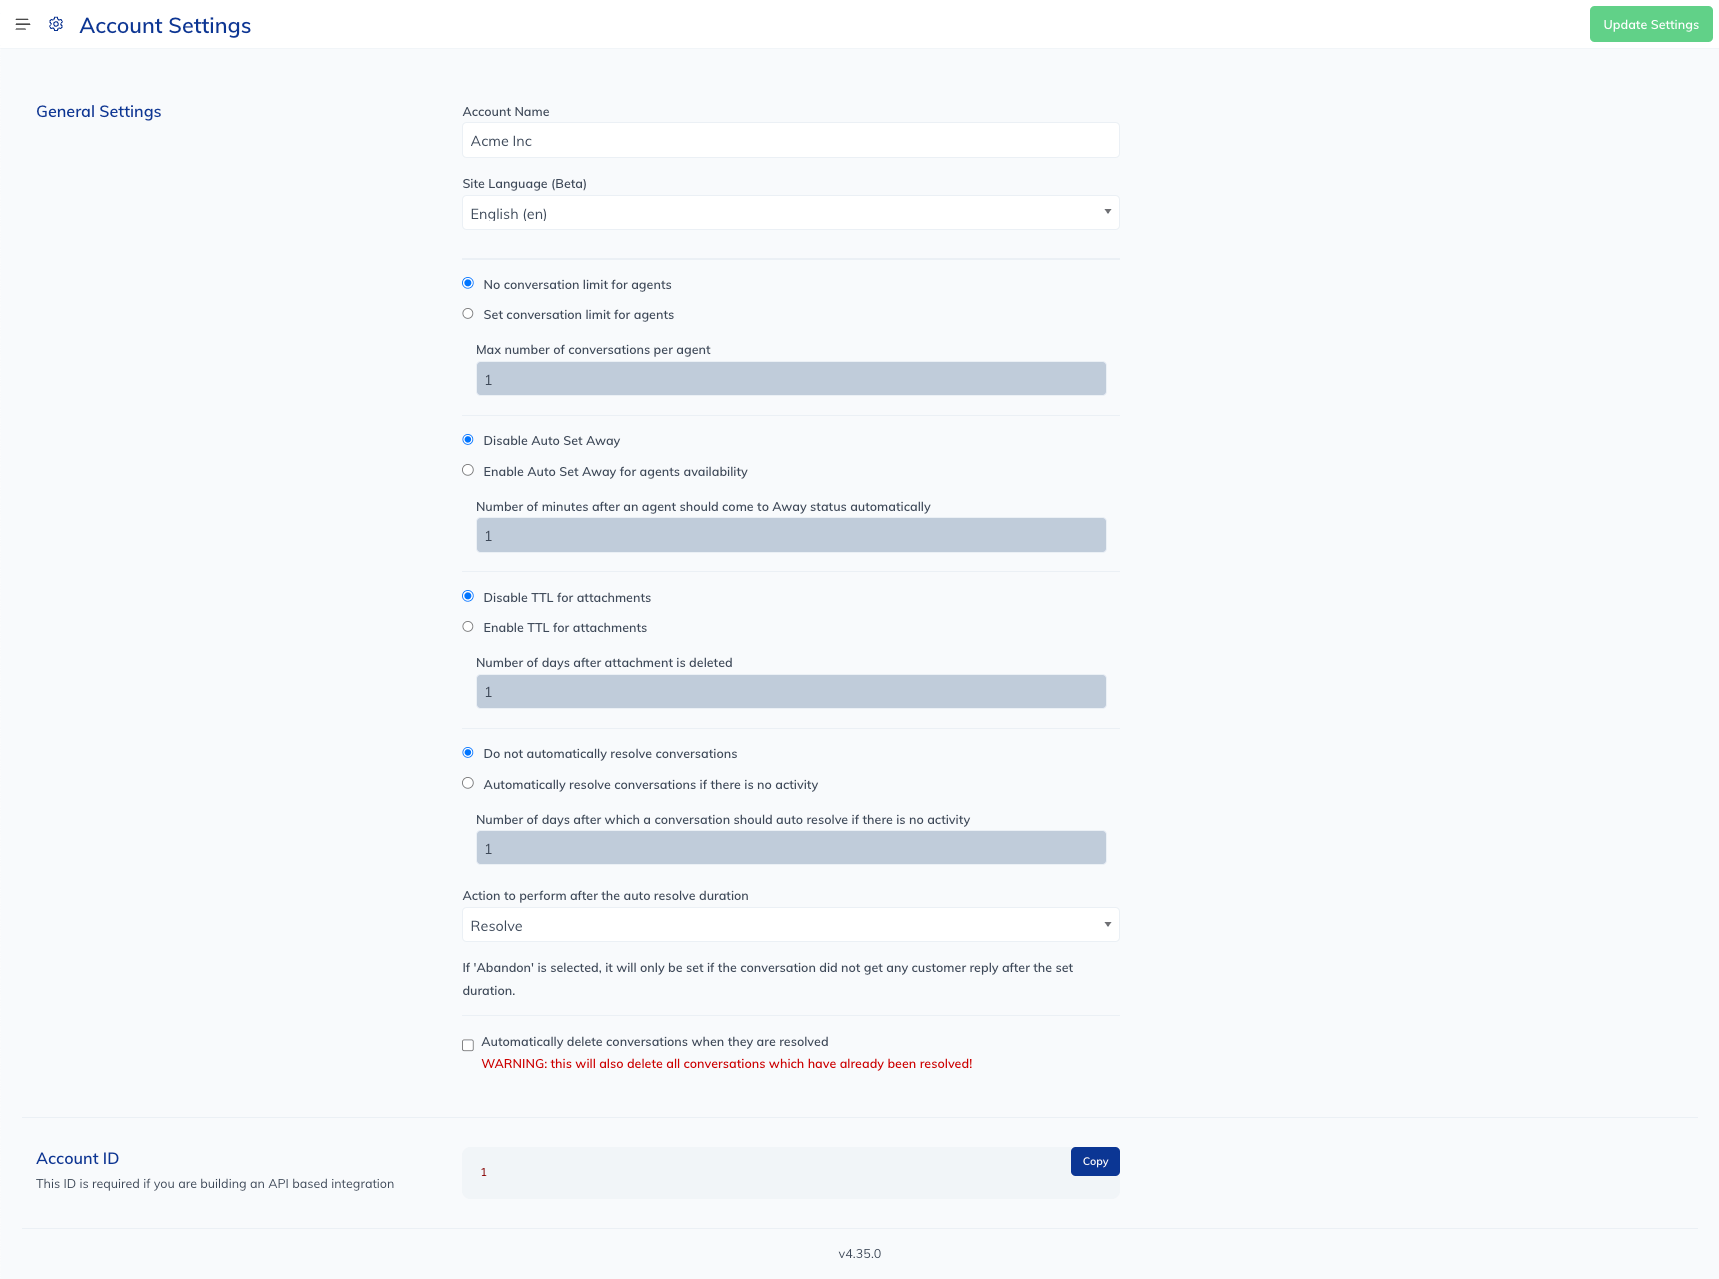 Account Settings
Update Settings
General Settings
Account Name
Acme Inc
Site Language (Beta)
English (en)
No conversation limit for agents
Set conversation limit for agents
Max number of conversations per agent
1
Disable Auto Set Away
Enable Auto Set Away for agents availability
Number of minutes after an agent should come to Away status automatically
1
Disable TTL for attachments
Enable TTL for attachments
Number of days after attachment is deleted
1
Do not automatically resolve conversations
Automatically resolve conversations if there is no activity
Number of days after which a conversation should auto resolve if there is no activity
1
Action to perform after the auto resolve duration
Resolve
If 'Abandon' is selected, it will only be set if the conversation did not get any customer reply after the set
duration.
Automatically delete conversations when they are resolved
WARNING: this will also delete all conversations which have already been resolved!
Account ID
This ID is required if you are building an API based integration
1
Copy
v4.35.0